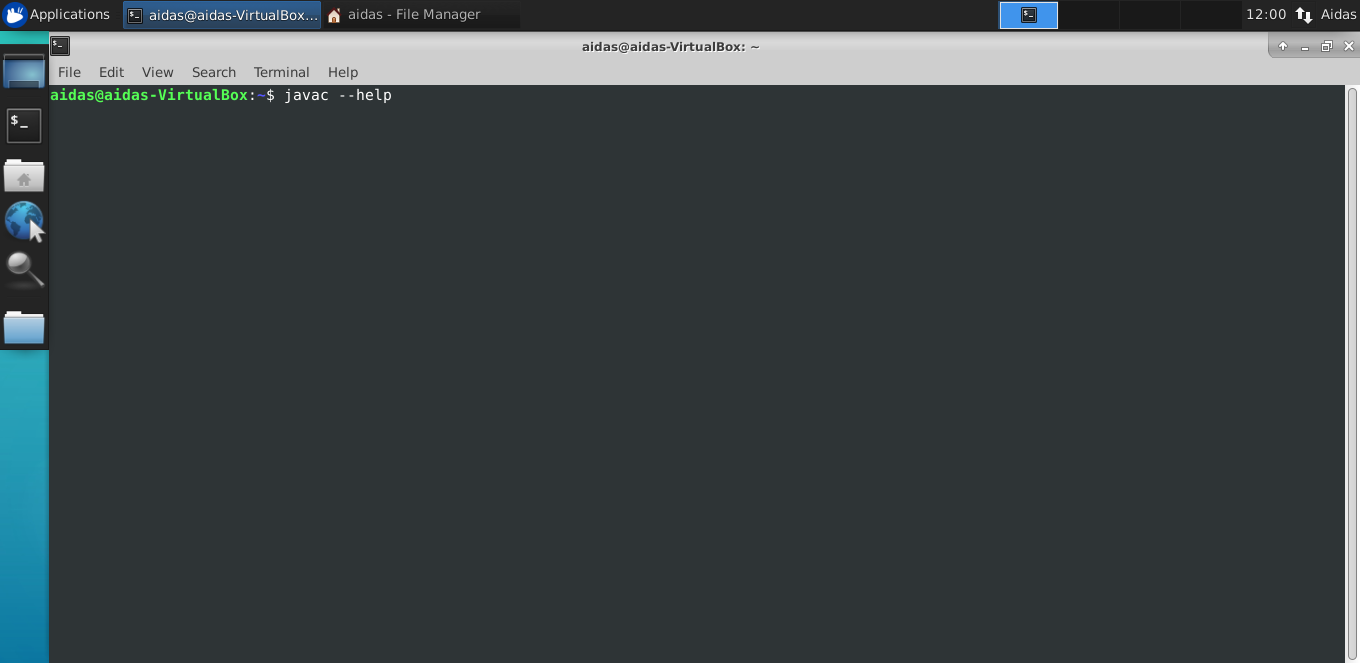 Applications aidas@aidas-VirtualBox... aidas - File Manager 12:00 Aidas
aidas@aidas-VirtualBox: ~
File Edit View Search Terminal Help
aidas@aidas-VirtualBox:~$ javac --help